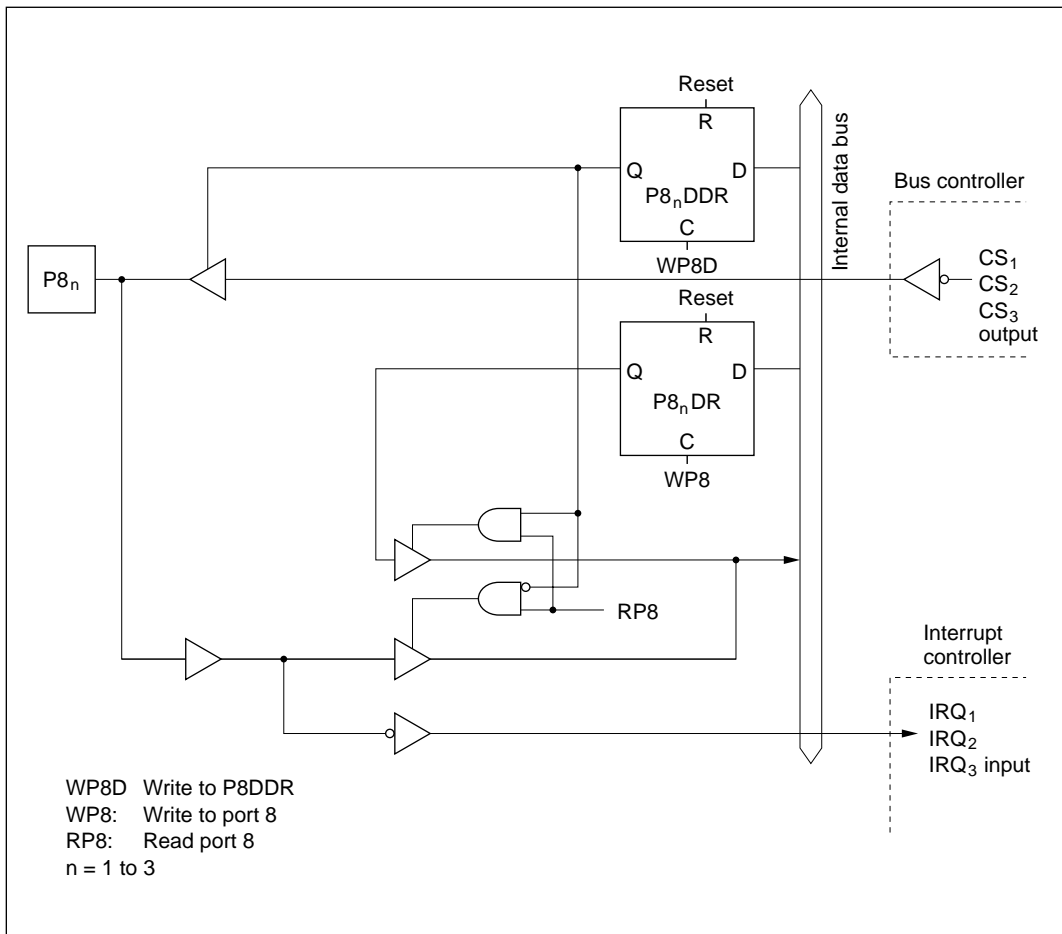 Reset
R
Q
D
P8nDDR
C
WP8D
Internal data bus
Bus controller
CS1
CS2
CS3
output
P8n
Reset
R
Q
D
P8nDR
C
WP8
RP8
Interrupt
controller
IRQ1
IRQ2
IRQ3 input
WP8D Write to P8DDR
WP8: Write to port 8
RP8: Read port 8
n = 1 to 3